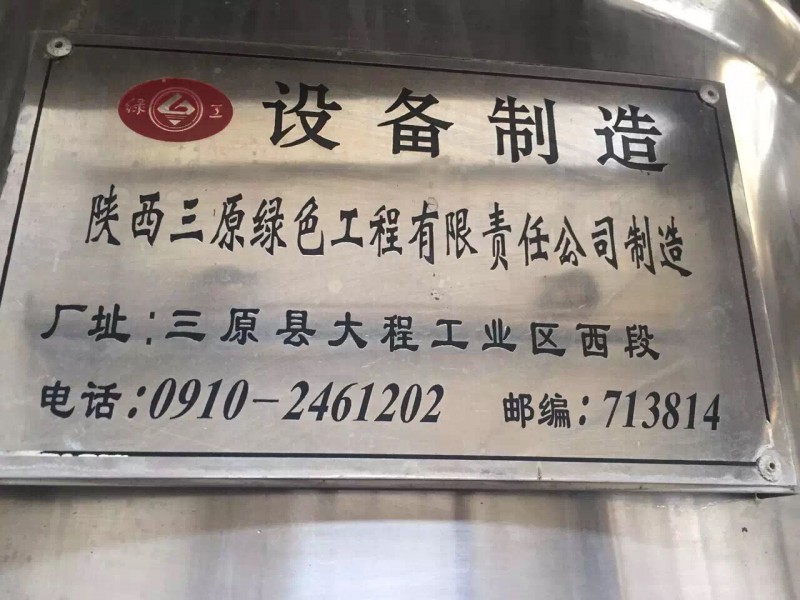 绿 工 设备制造
陕西三原绿色工程有限责任公司制造
厂址:三原县大程工业区西段
电话:0910-2461202 邮编:713814